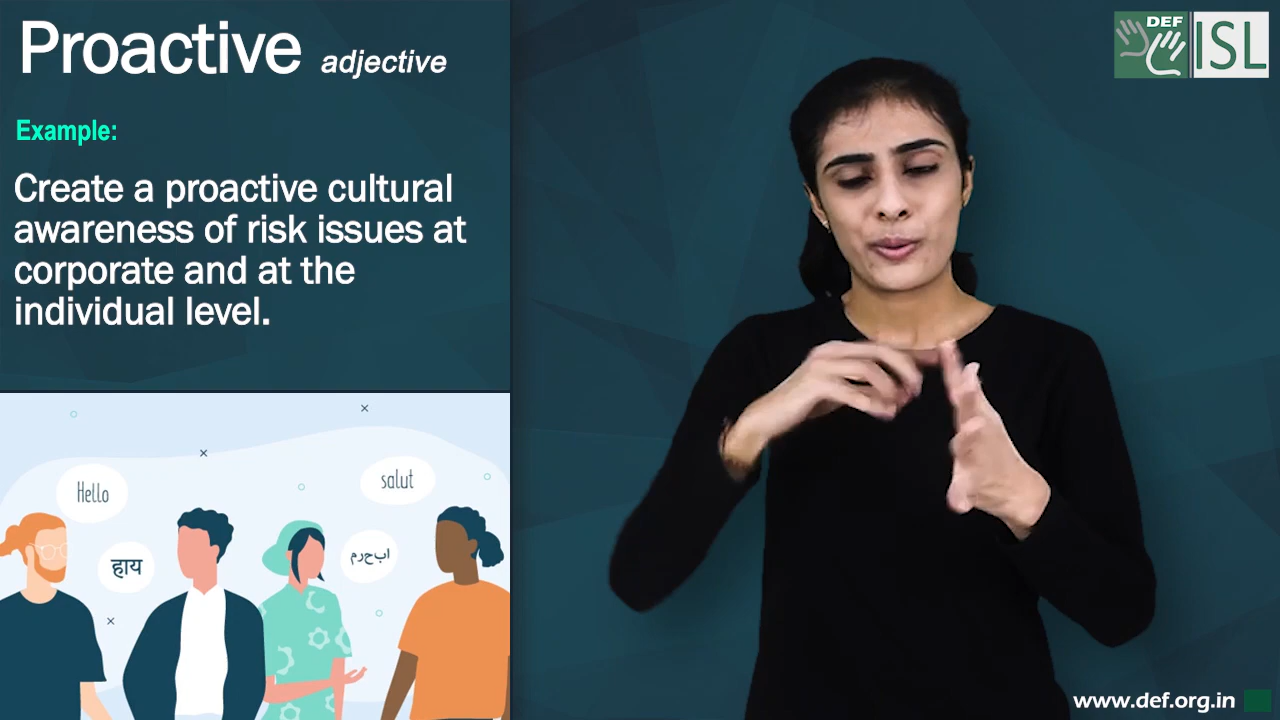 Proactive adjective
Example:
Create a proactive cultural
awareness of risk issues at
corporate and at the
individual level.
Hello
salut
हाय
ابحرم
DEF
ISL
www.def.org.in